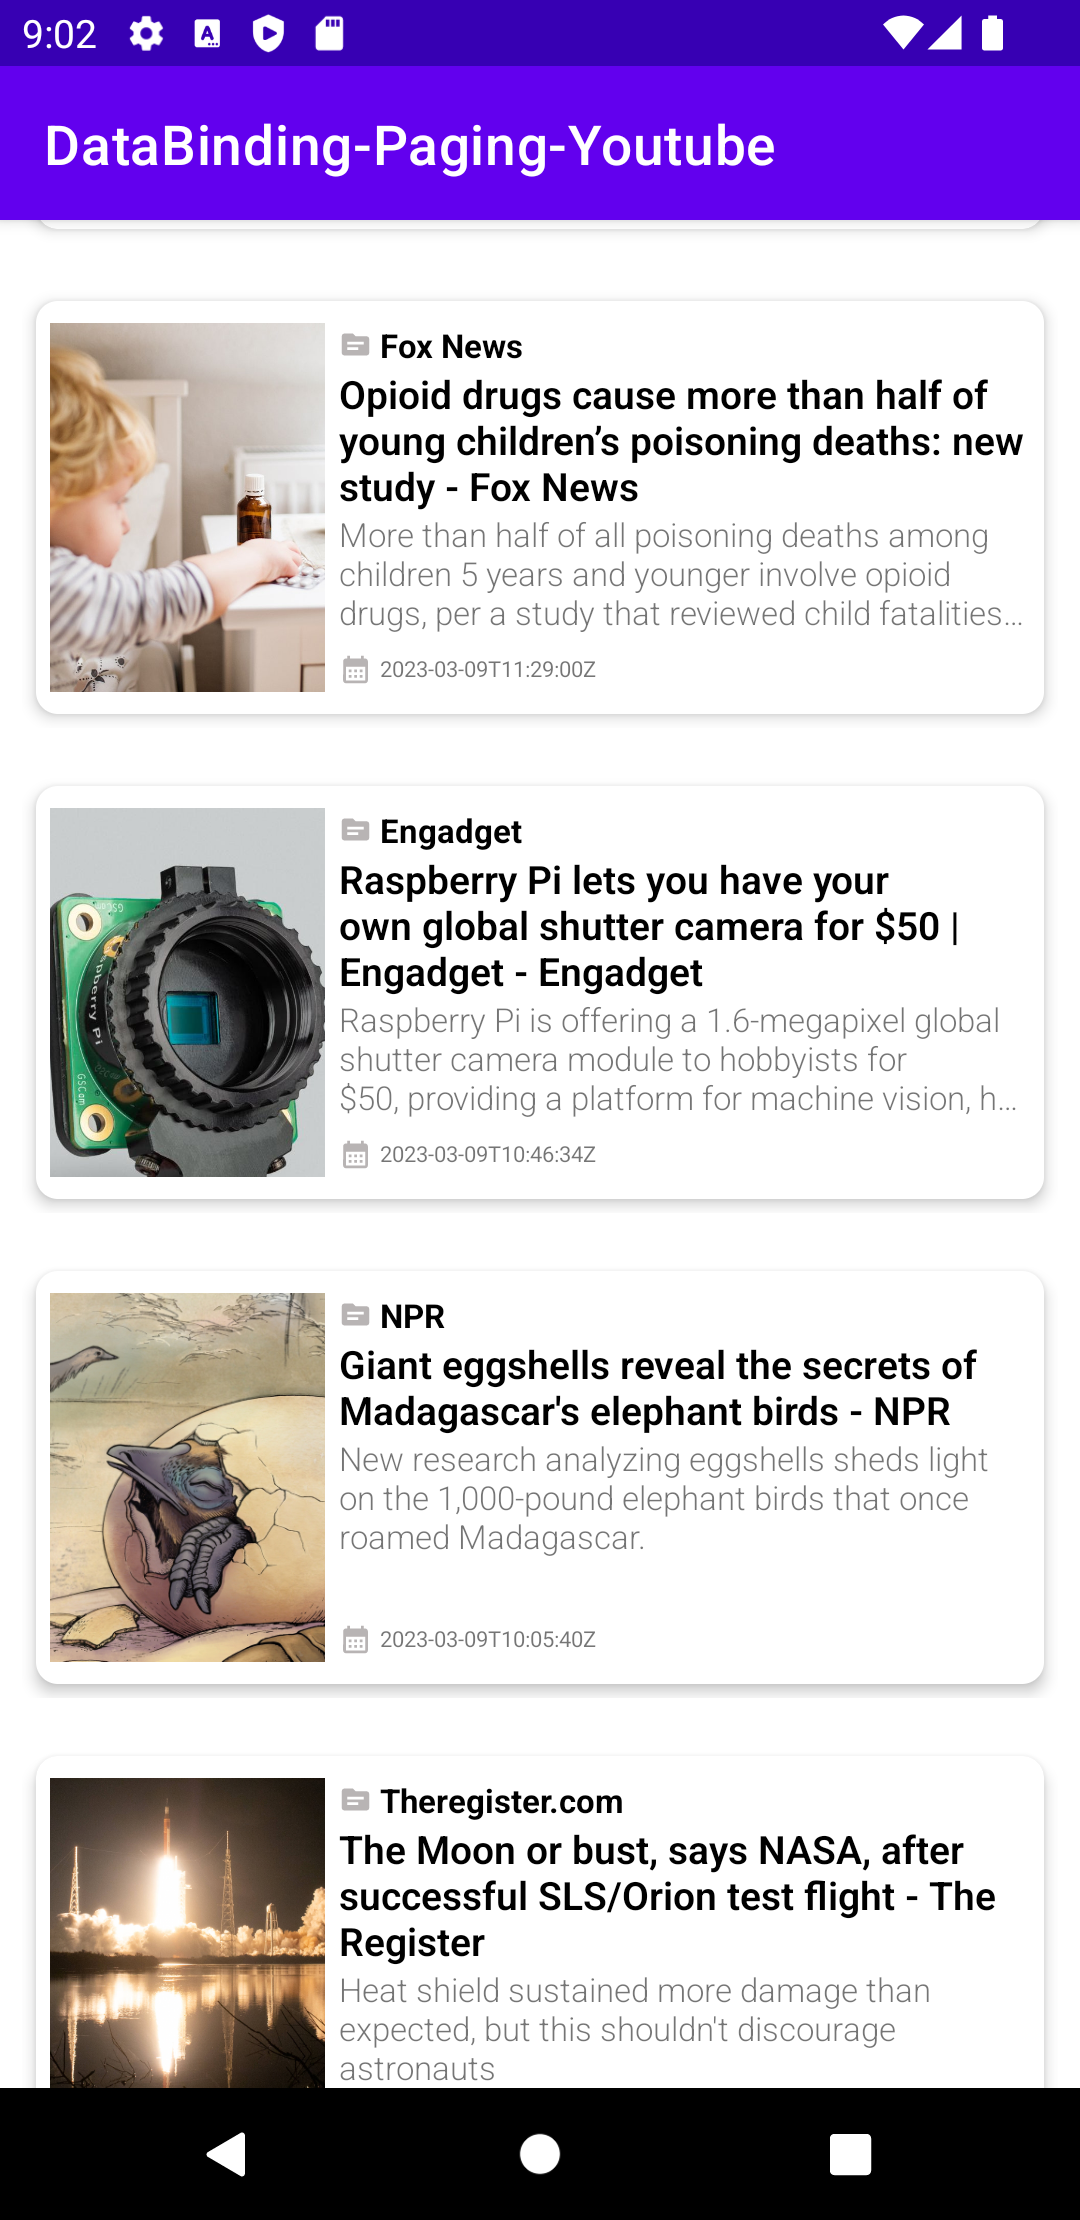 9:02
DataBinding-Paging-Youtube
Fox News
Opioid drugs cause more than half of
young children’s poisoning deaths: new
study - Fox News
More than half of all poisoning deaths among
children 5 years and younger involve opioid
drugs, per a study that reviewed child fatalities…
2023-03-09T11:29:00Z
Engadget
Raspberry Pi lets you have your
own global shutter camera for $50 |
Engadget - Engadget
Raspberry Pi is offering a 1.6-megapixel global
shutter camera module to hobbyists for
$50, providing a platform for machine vision, h…
2023-03-09T10:46:34Z
NPR
Giant eggshells reveal the secrets of
Madagascar's elephant birds - NPR
New research analyzing eggshells sheds light
on the 1,000-pound elephant birds that once
roamed Madagascar.
2023-03-09T10:05:40Z
Theregister.com
The Moon or bust, says NASA, after
successful SLS/Orion test flight - The
Register
Heat shield sustained more damage than
expected, but this shouldn't discourage
astronauts